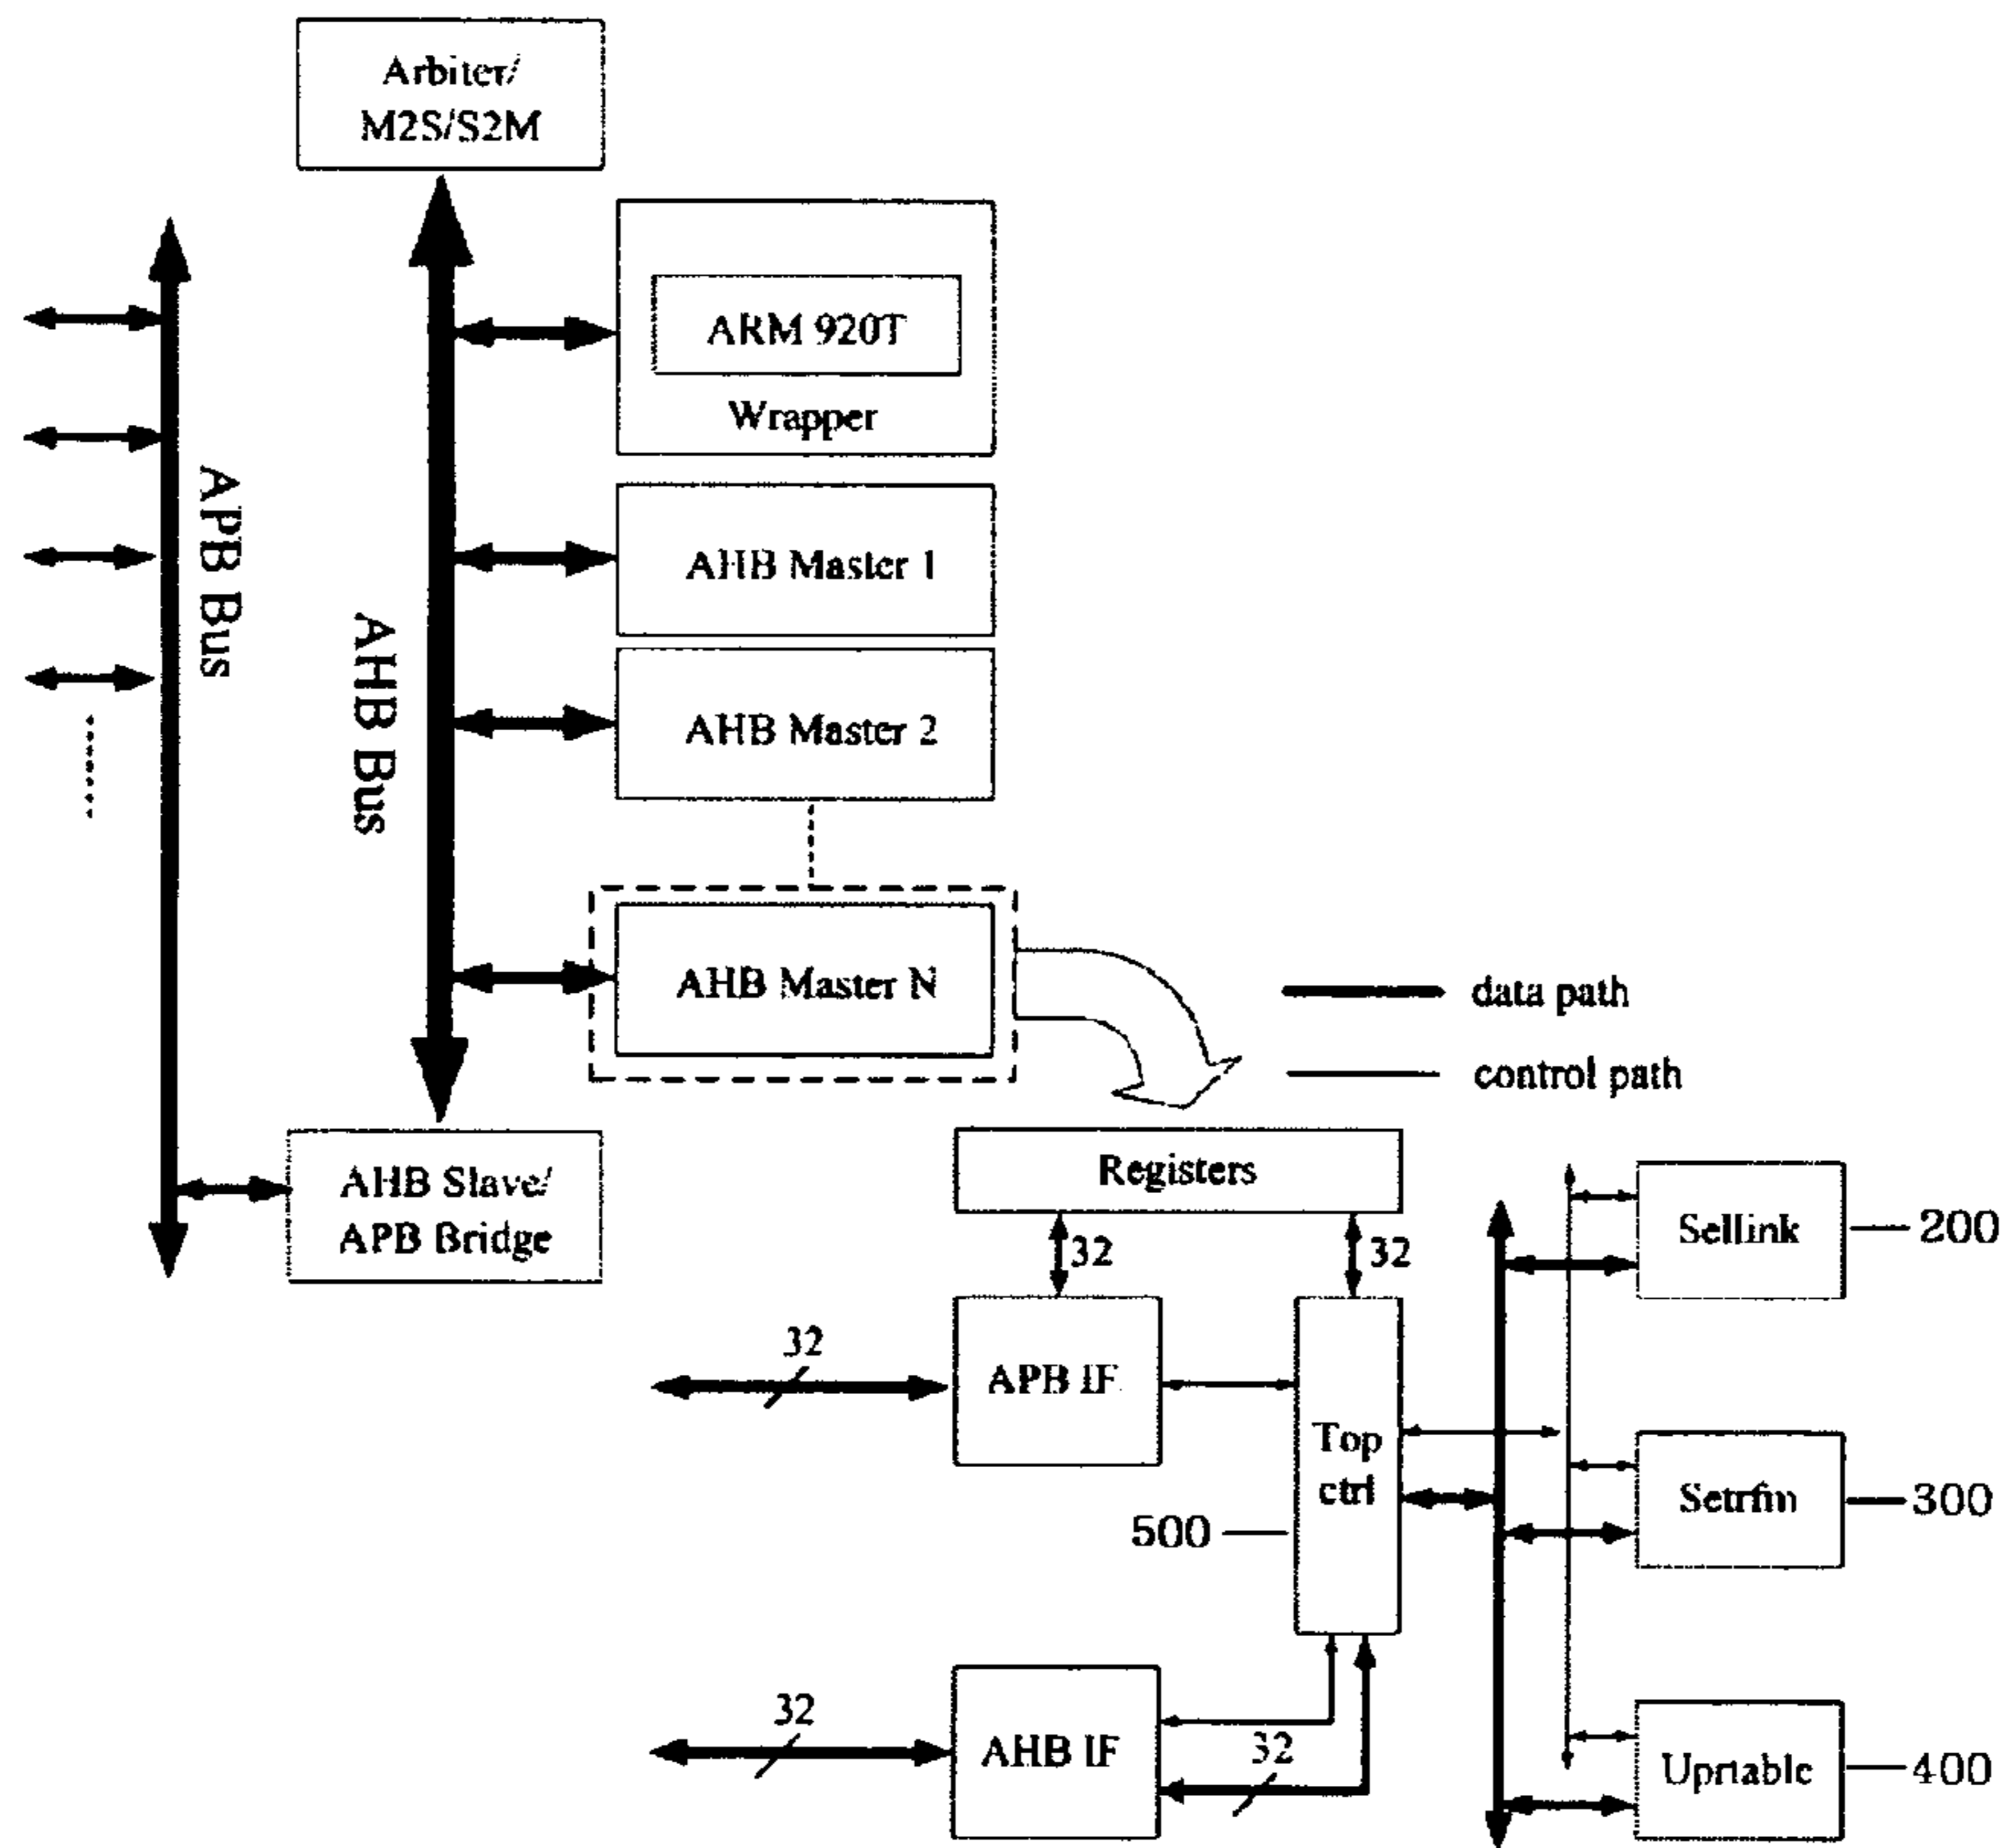 Arbiter/
M2S/S2M
ARM 920T
Wrapper
APB Bus
AHB Bus
AHB Master 1
AHB Master 2
AHB Master N
data path
control path
AHB Slave/
APB Bridge
Registers
32
32
Sellink
200
32
APB IF
Top
ctrl
500
Setrfm
300
32
AHB IF
32
Uprtable
400